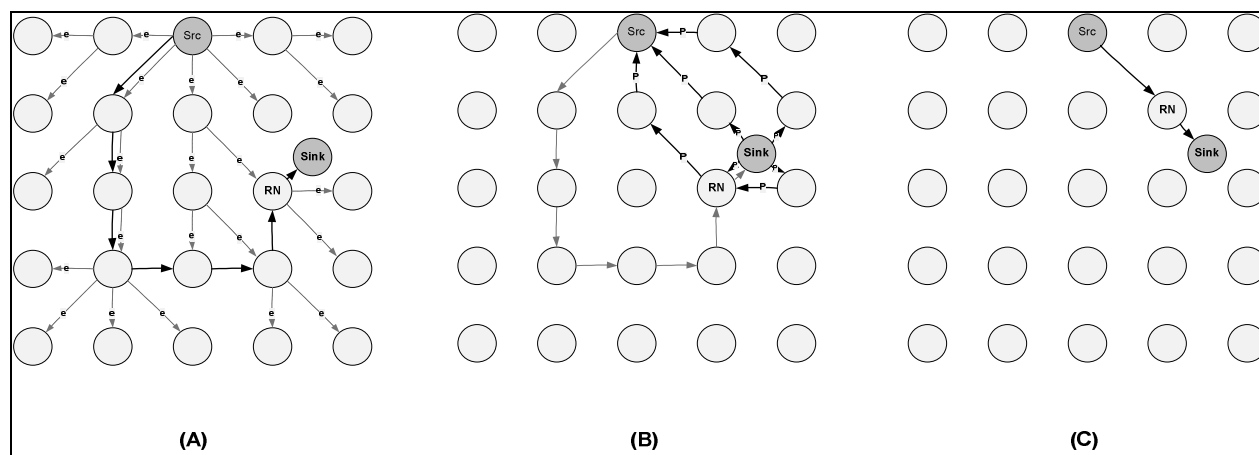 e e Src e e
e e e e e
e e e e Sink
RN e
e e e e
e
e e e e e
(A)
Src P
P P P
P P
Sink
P P P
RN P
(B)
Src
RN
Sink
(C)